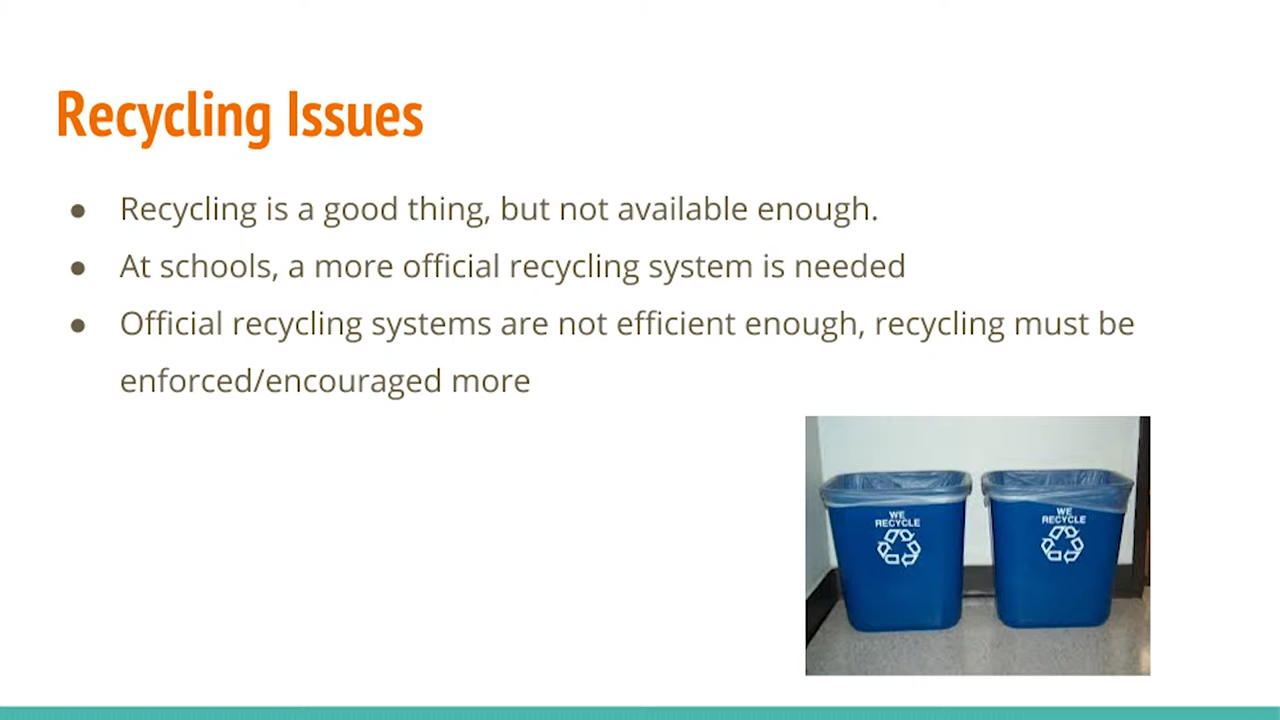 Recycling Issues
● Recycling is a good thing, but not available enough.
● At schools, a more official recycling system is needed
● Official recycling systems are not efficient enough, recycling must be
enforced/encouraged more
WE
RECYCLE
WE
RECYCLE